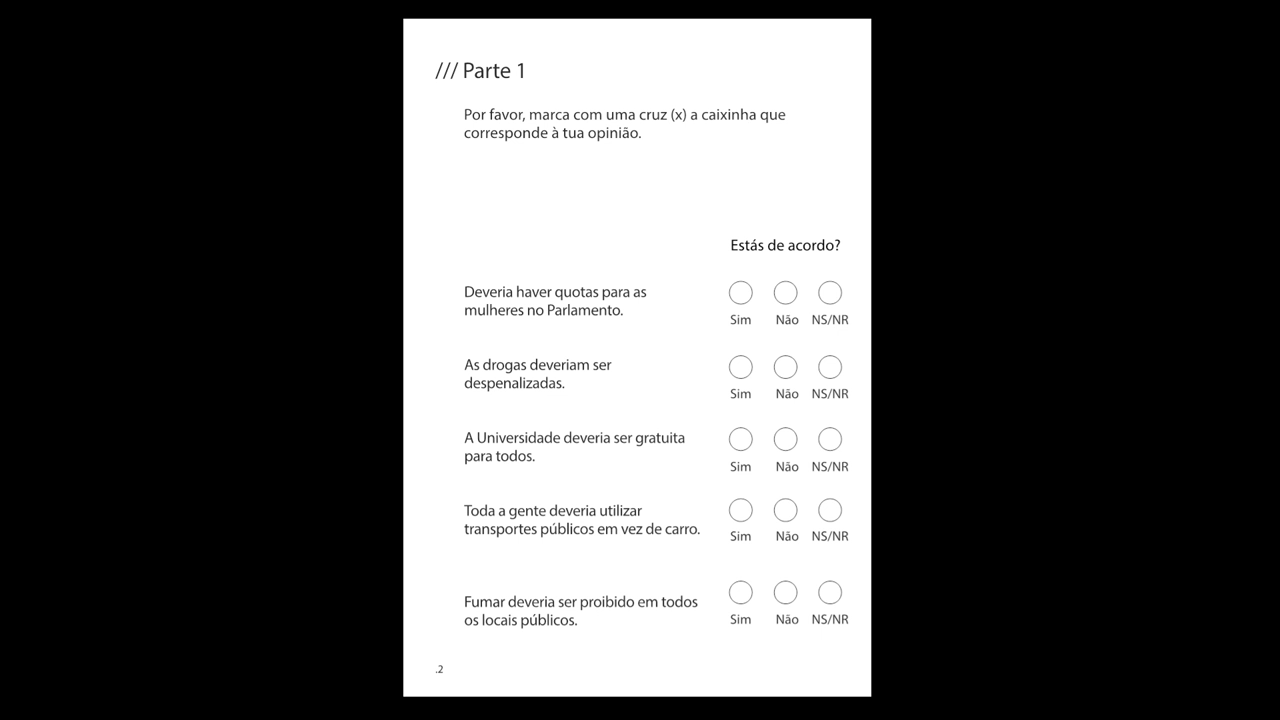 /// Parte 1
Por favor, marca com uma cruz (x) a caixinha que
corresponde à tua opinião.
Estás de acordo?
Deveria haver quotas para as
mulheres no Parlamento.
Sim Não NS/NR
As drogas deveriam ser
despenalizadas.
Sim Não NS/NR
A Universidade deveria ser gratuita
para todos.
Sim Não NS/NR
Toda a gente deveria utilizar
transportes públicos em vez de carro.
Sim Não NS/NR
Fumar deveria ser proibido em todos
os locais públicos.
Sim Não NS/NR
.2